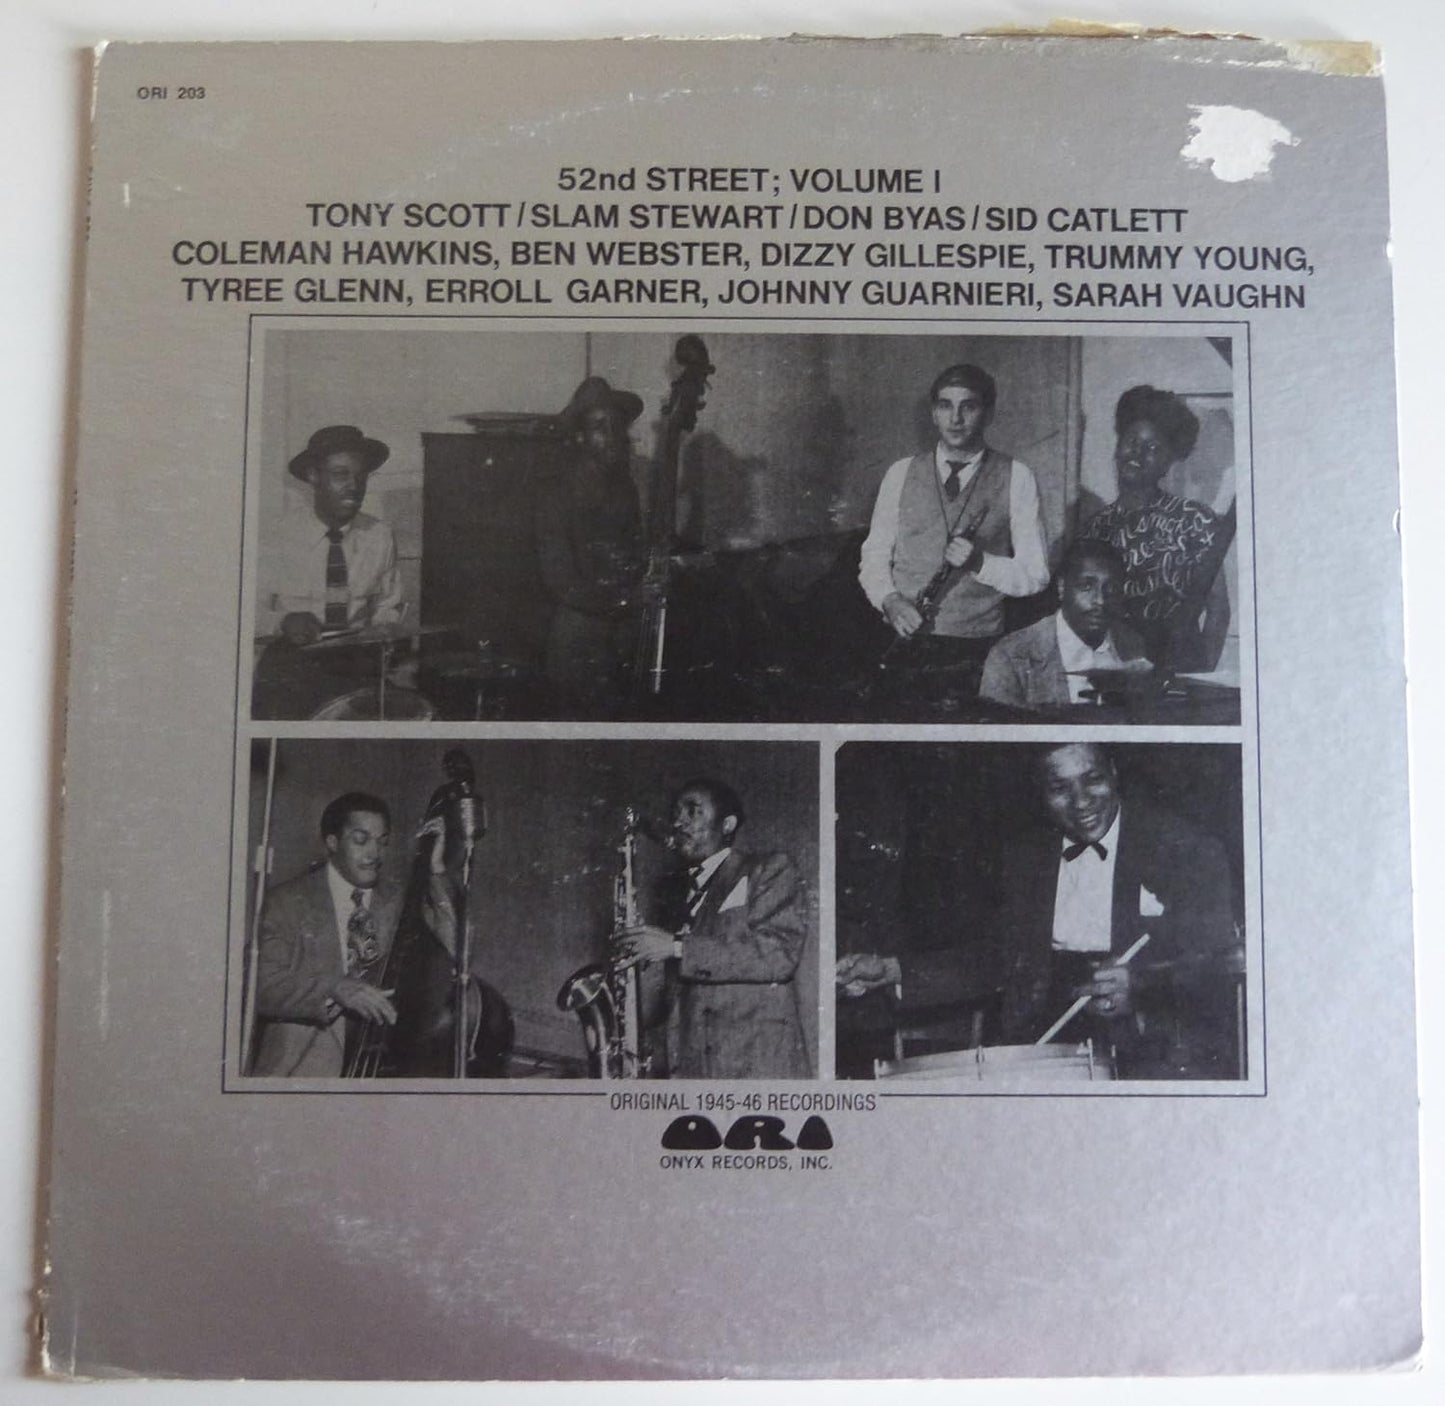 ORI 203
52nd STREET; VOLUME I
TONY SCOTT/SLAM STEWART/DON BYAS/SID CATLETT
COLEMAN HAWKINS, BEN WEBSTER, DIZZY GILLESPIE, TRUMMY YOUNG,
TYREE GLENN, ERROLL GARNER, JOHNNY GUARNIERI, SARAH VAUGHN
ORIGINAL 1945-46 RECORDINGS
ORI
ONYX RECORDS, INC.